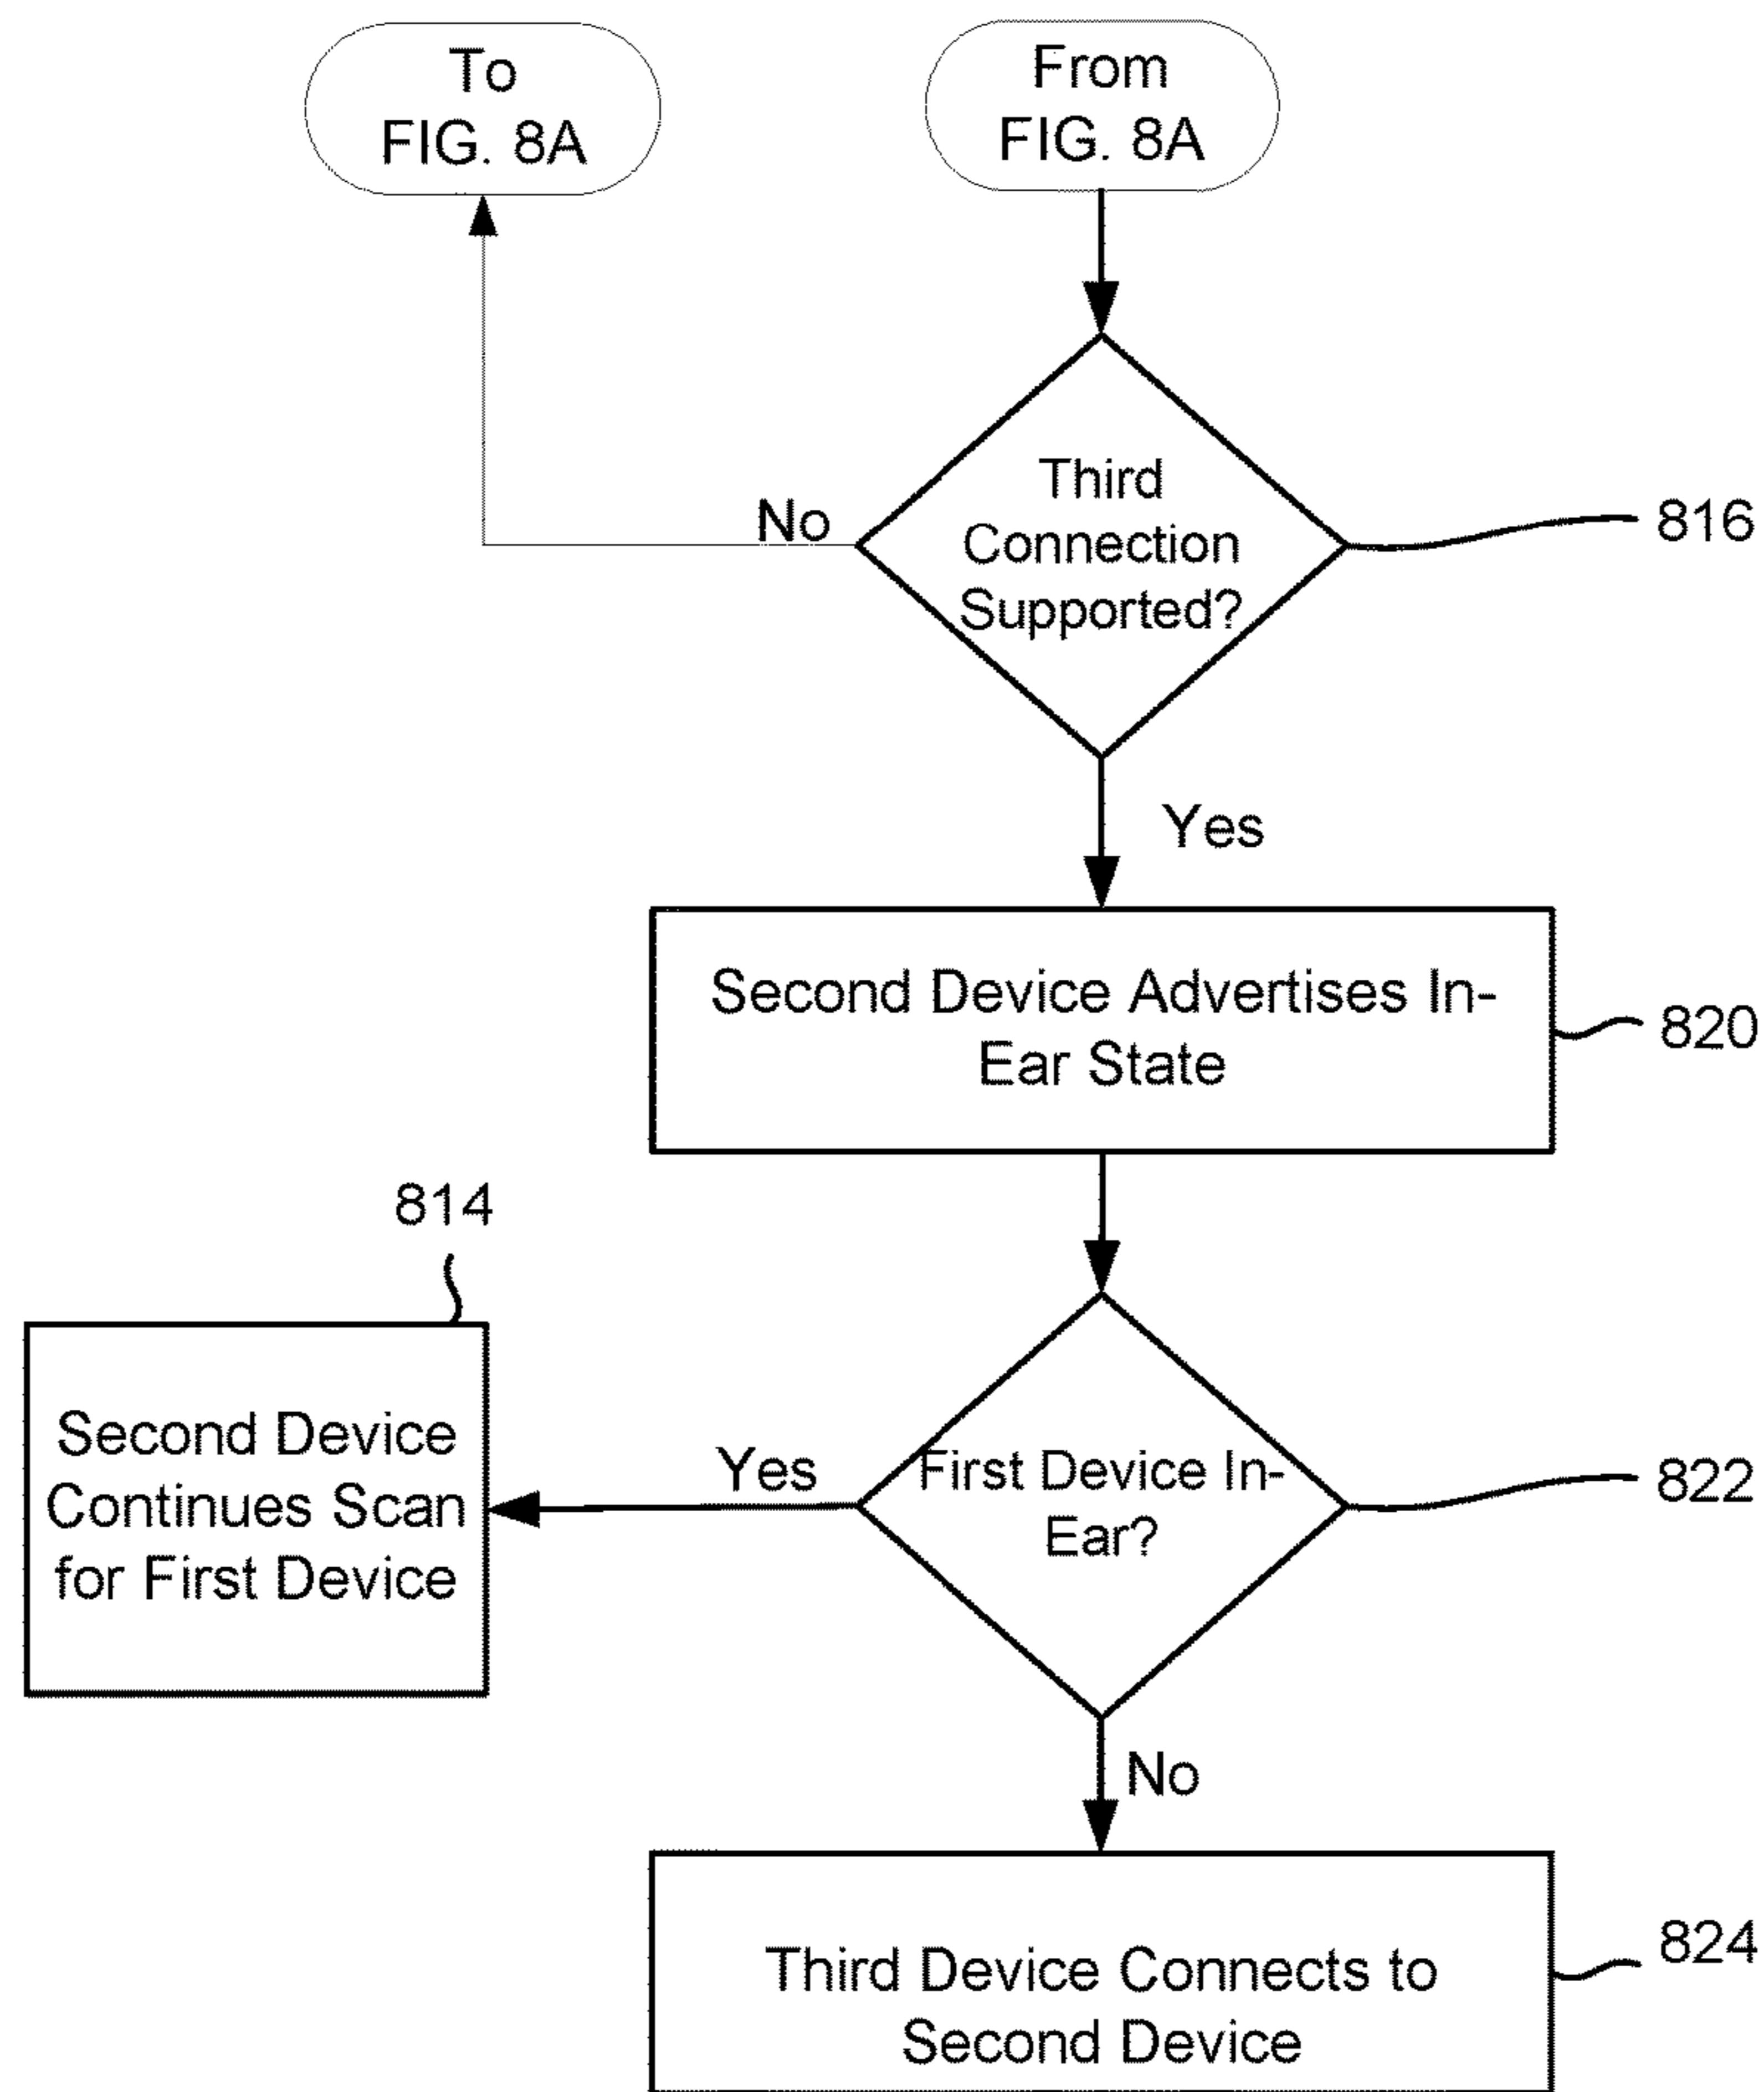 To
FIG. 8A
From
FIG. 8A
Third
Connection
Supported?
No
816
Yes
Second Device Advertises In-
Ear State
820
814
Second Device
Continues Scan
for First Device
Yes
First Device In-
Ear?
822
No
Third Device Connects to
Second Device
824